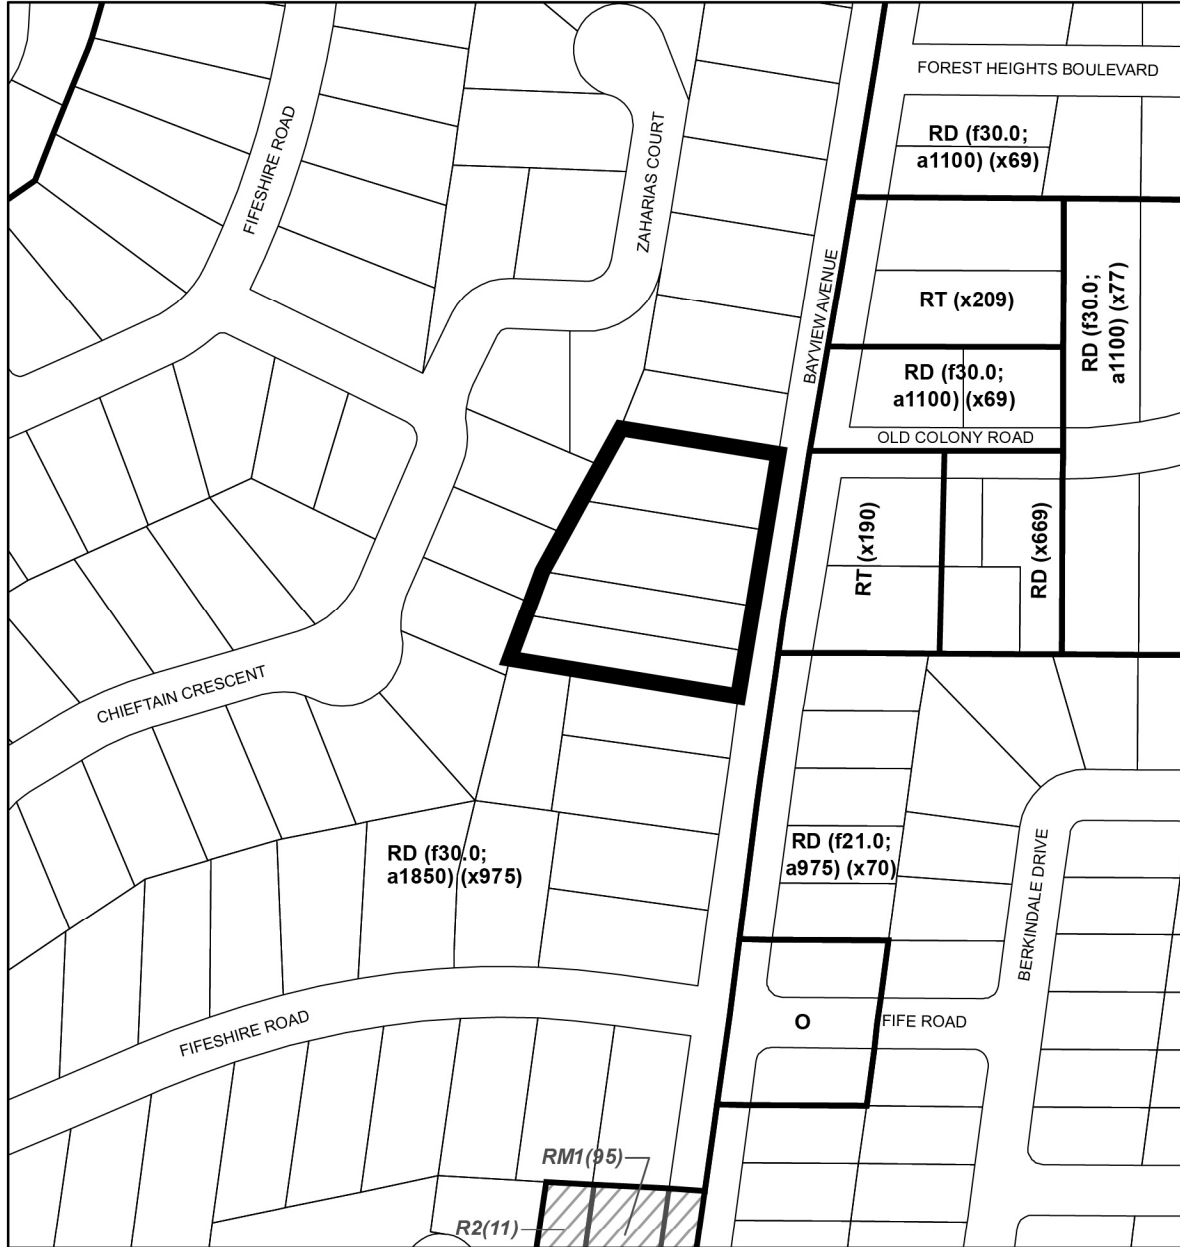 FOREST HEIGHTS BOULEVARD
FIFESHIRE ROAD
ZAHARIAS COURT
RD (f30.0;
a1100) (x69)
BAYVIEW AVENUE
RT (x209)
RD (f30.0;
a1100) (x77)
RD (f30.0;
a1100) (x69)
OLD COLONY ROAD
RT (x190)
RD (x669)
CHIEFTAIN CRESCENT
RD (f30.0;
a1850) (x975)
RD (f21.0;
a975) (x70)
BERKINDALE DRIVE
FIFESHIRE ROAD
O
FIFE ROAD
RM1(95)
R2(11)